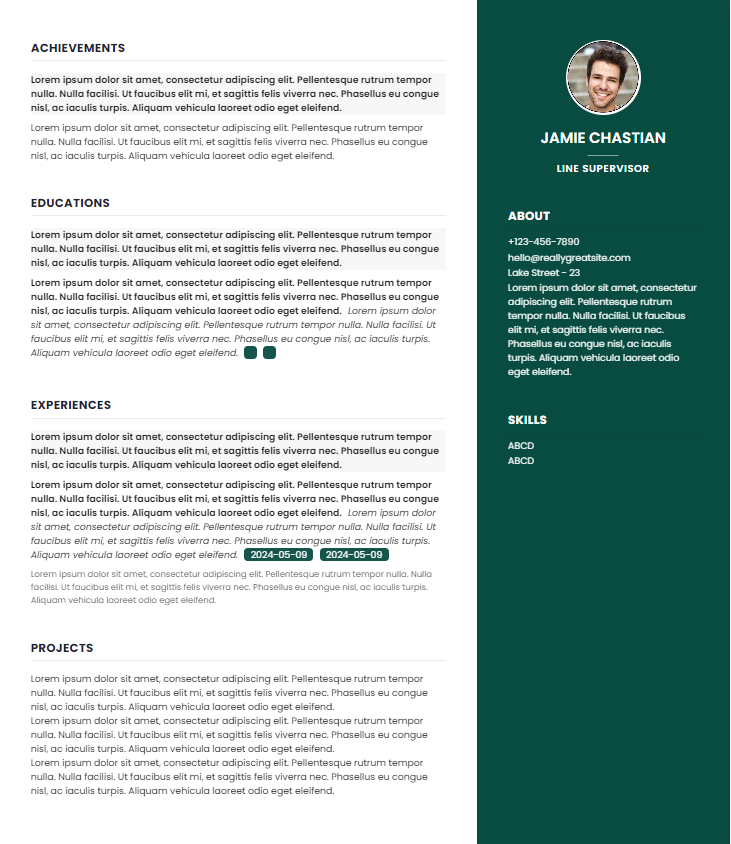 ACHIEVEMENTS
Lorem ipsum dolor sit amet, consectetur adipiscing elit. Pellentesque rutrum tempor
nulla. Nulla facilisi. Ut faucibus elit mi, et sagittis felis viverra nec. Phasellus eu congue
nisl, ac iaculis turpis. Aliquam vehicula laoreet odio eget eleifend.
Lorem ipsum dolor sit amet, consectetur adipiscing elit. Pellentesque rutrum tempor
nulla. Nulla facilisi. Ut faucibus elit mi, et sagittis felis viverra nec. Phasellus eu congue
nisl, ac iaculis turpis. Aliquam vehicula laoreet odio eget eleifend.
EDUCATIONS
Lorem ipsum dolor sit amet, consectetur adipiscing elit. Pellentesque rutrum tempor
nulla. Nulla facilisi. Ut faucibus elit mi, et sagittis felis viverra nec. Phasellus eu congue
nisl, ac iaculis turpis. Aliquam vehicula laoreet odio eget eleifend.
Lorem ipsum dolor sit amet, consectetur adipiscing elit. Pellentesque rutrum tempor
nulla. Nulla facilisi. Ut faucibus elit mi, et sagittis felis viverra nec. Phasellus eu congue
nisl, ac iaculis turpis. Aliquam vehicula laoreet odio eget eleifend. Lorem ipsum dolor
sit amet, consectetur adipiscing elit. Pellentesque rutrum tempor nulla. Nulla facilisi. Ut
faucibus elit mi, et sagittis felis viverra nec. Phasellus eu congue nisl, ac iaculis turpis.
Aliquam vehicula laoreet odio eget eleifend.
EXPERIENCES
Lorem ipsum dolor sit amet, consectetur adipiscing elit. Pellentesque rutrum tempor
nulla. Nulla facilisi. Ut faucibus elit mi, et sagittis felis viverra nec. Phasellus eu congue
nisl, ac iaculis turpis. Aliquam vehicula laoreet odio eget eleifend.
Lorem ipsum dolor sit amet, consectetur adipiscing elit. Pellentesque rutrum tempor
nulla. Nulla facilisi. Ut faucibus elit mi, et sagittis felis viverra nec. Phasellus eu congue
nisl, ac iaculis turpis. Aliquam vehicula laoreet odio eget eleifend. Lorem ipsum dolor
sit amet, consectetur adipiscing elit. Pellentesque rutrum tempor nulla. Nulla facilisi. Ut
faucibus elit mi, et sagittis felis viverra nec. Phasellus eu congue nisl, ac iaculis turpis.
Aliquam vehicula laoreet odio eget eleifend. 2024-05-09 2024-05-09
Lorem ipsum dolor sit amet, consectetur adipiscing elit. Pellentesque rutrum tempor nulla. Nulla
facilisi. Ut faucibus elit mi, et sagittis felis viverra nec. Phasellus eu congue nisl, ac iaculis turpis.
Aliquam vehicula laoreet odio eget eleifend.
PROJECTS
Lorem ipsum dolor sit amet, consectetur adipiscing elit. Pellentesque rutrum tempor
nulla. Nulla facilisi. Ut faucibus elit mi, et sagittis felis viverra nec. Phasellus eu congue
nisl, ac iaculis turpis. Aliquam vehicula laoreet odio eget eleifend.
Lorem ipsum dolor sit amet, consectetur adipiscing elit. Pellentesque rutrum tempor
nulla. Nulla facilisi. Ut faucibus elit mi, et sagittis felis viverra nec. Phasellus eu congue
nisl, ac iaculis turpis. Aliquam vehicula laoreet odio eget eleifend.
Lorem ipsum dolor sit amet, consectetur adipiscing elit. Pellentesque rutrum tempor
nulla. Nulla facilisi. Ut faucibus elit mi, et sagittis felis viverra nec. Phasellus eu congue
nisl, ac iaculis turpis. Aliquam vehicula laoreet odio eget eleifend.
JAMIE CHASTIAN
LINE SUPERVISOR
ABOUT
+123-456-7890
hello@reallygreatsite.com
Lake Street - 23
Lorem ipsum dolor sit amet, consectetur
adipiscing elit. Pellentesque rutrum
tempor nulla. Nulla facilisi. Ut faucibus
elit mi, et sagittis felis viverra nec.
Phasellus eu congue nisl, ac iaculis
turpis. Aliquam vehicula laoreet odio
eget eleifend.
SKILLS
ABCD
ABCD